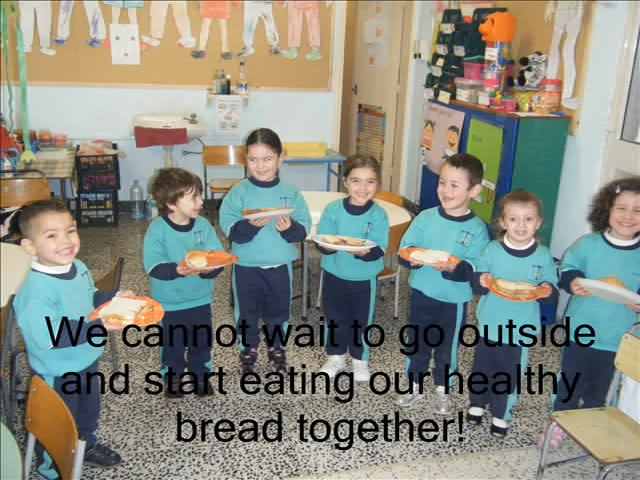 We cannot wait to go outside
and start eating our healthy
bread together!